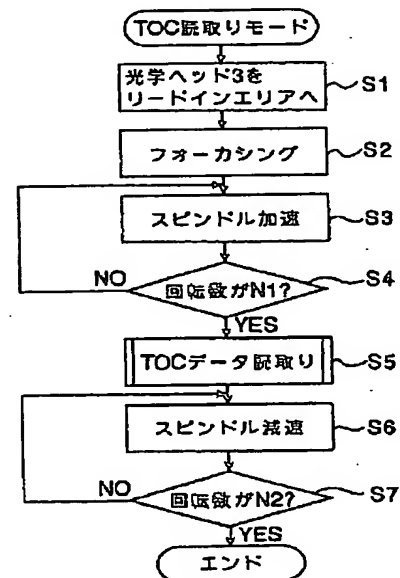 TOC読取りモード
光学ヘッド3を
リードインエリアへ
S1
フォーカシング
S2
スピンドル加速
S3
回転数がN1?
S4
NO
YES
TOCデータ読取り
S5
スピンドル減速
S6
回転数がN2?
S7
NO
YES
エンド